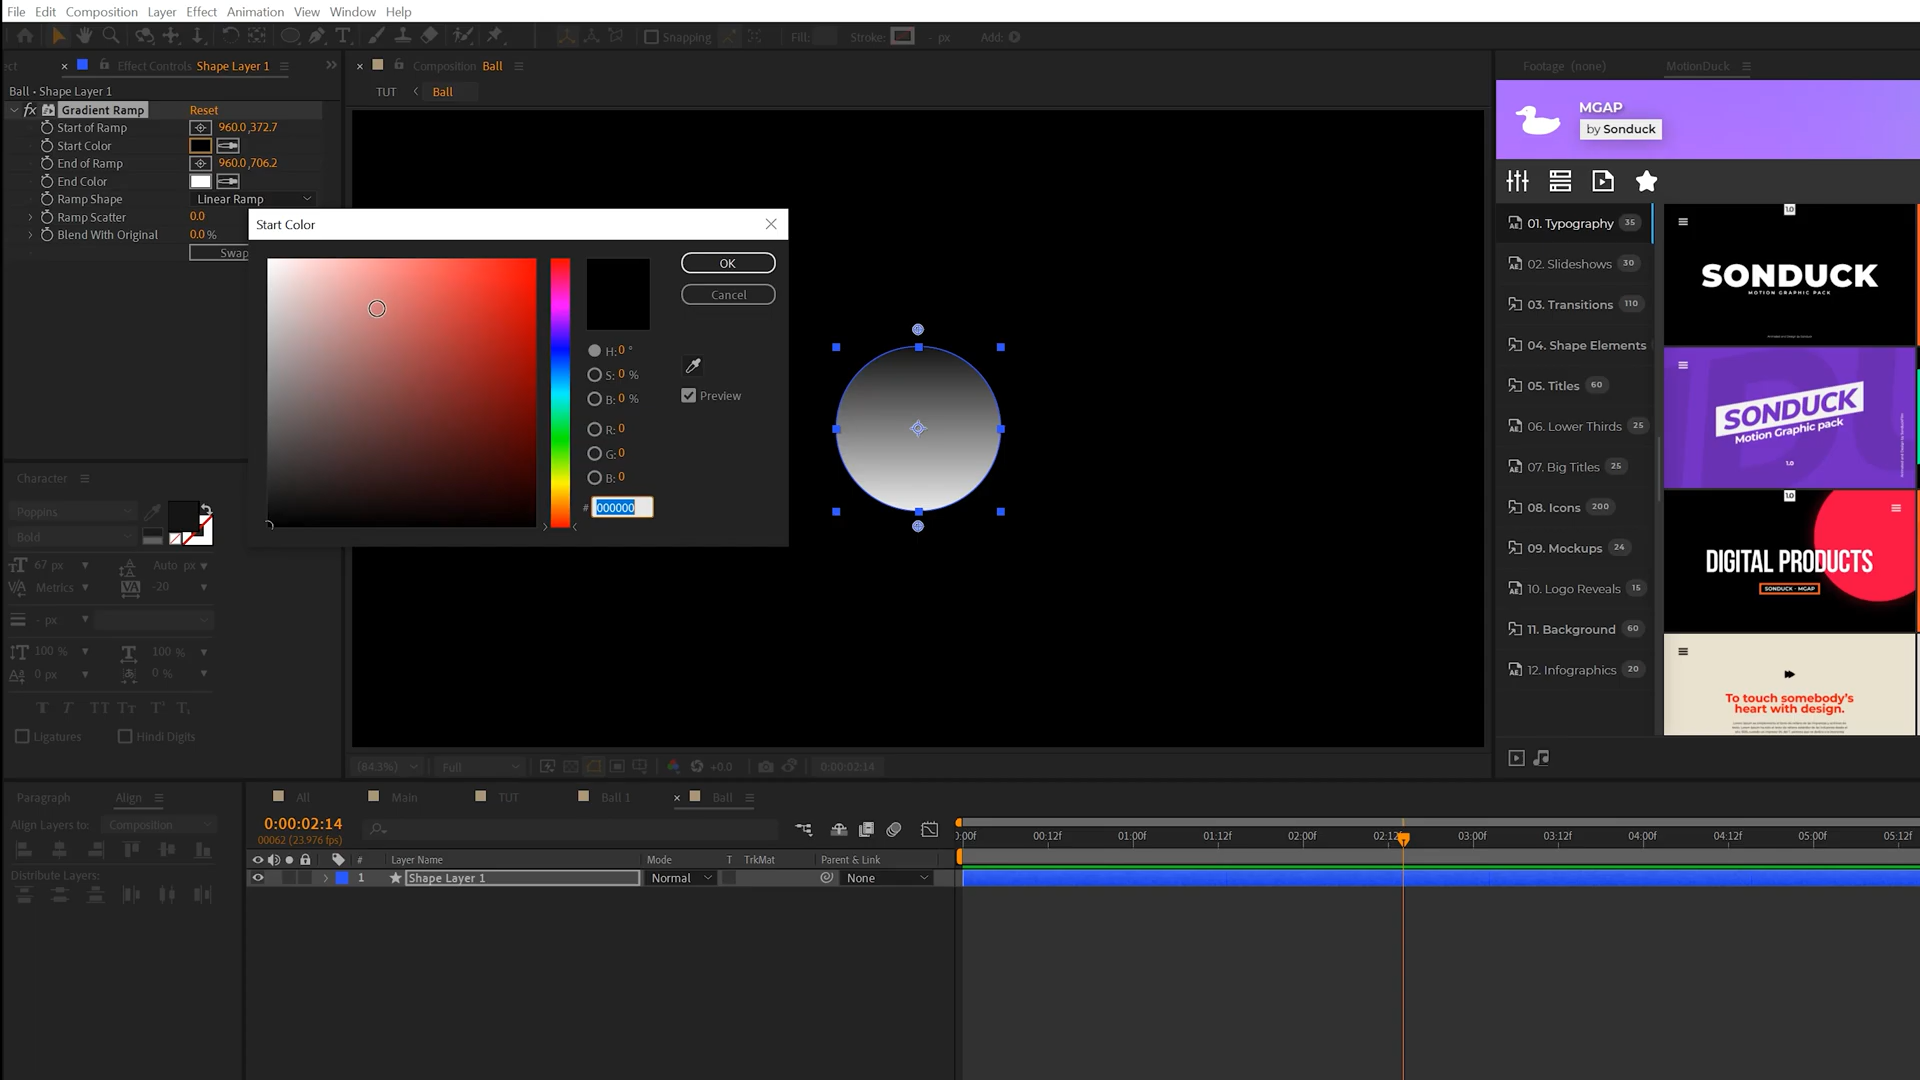 File Edit Composition Layer Effect Animation View Window Help
Snapping Fill: Stroke: - px Add:
Effect Controls Shape Layer 1
Composition Ball
Footage (none) MotionDuck
Ball • Shape Layer 1
TUT < Ball
fx Gradient Ramp Reset
Start of Ramp 960.0,372.7
Start Color
End of Ramp 960.0,706.2
End Color
Ramp Shape Linear Ramp
Ramp Scatter 0.0
Blend With Original 0.0 %
Swap
Start Color
OK
Cancel
H: 0 °
S: 0 %
B: 0 %
Preview
R: 0
G: 0
B: 0
# 000000
MGAP
by Sonduck
01. Typography 35
02. Slideshows 30
03. Transitions 110
04. Shape Elements
05. Titles 60
06. Lower Thirds 25
07. Big Titles 25
08. Icons 200
09. Mockups 24
10. Logo Reveals 15
11. Background 60
12. Infographics 20
1.0
SONDUCK
MOTION GRAPHIC PACK
SONDUCK
Motion Graphic pack
1.0
1.0
DIGITAL PRODUCTS
SONDUCK - MGAP
To touch somebody's
heart with design.
Character
Poppins
Bold
67 px Auto px
Metrics -20
- px
100 % 100 %
0 px 0 %
T T TT Tт T¹ T₁
Ligatures Hindi Digits
(84.3%) Full +0.0 0:00:02:14
Paragraph Align
Align Layers to: Composition
Distribute Layers:
All Main TUT Ball 1 Ball
0:00:02:14
00062 (23.976 fps)
# Layer Name Mode T TrkMat Parent & Link
1 Shape Layer 1 Normal None
00f 00:12f 01:00f 01:12f 02:00f 02:12f 03:00f 03:12f 04:00f 04:12f 05:00f 05:12f